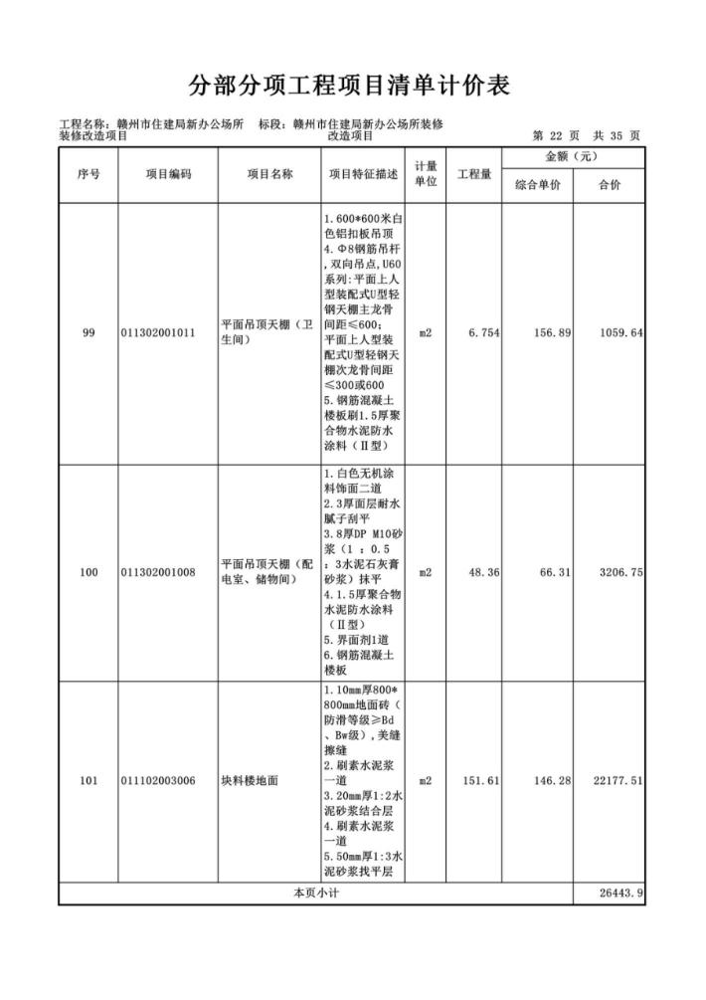 分部分项工程项目清单计价表
工程名称：赣州市住建局新办公场所 标段：赣州市住建局新办公场所装修
装修改造项目 改造项目 第 22 页 共 35 页
序号 项目编码 项目名称 项目特征描述 计量单位 工程量 金额（元）
综合单价 合价
1.600*600米白
色铝扣板吊顶
4.Φ8钢筋吊杆
,双向吊点,U60
系列:平面上人
型装配式U型轻
钢天棚主龙骨
间距≤600；
平面上人型装
配式U型轻钢天
棚次龙骨间距
≤300或600
5.钢筋混凝土
楼板刷1.5厚聚
合物水泥防水
涂料（Ⅱ型）
99 011302001011 平面吊顶天棚（卫
生间） m2 6.754 156.89 1059.64
1.白色无机涂
料饰面二道
2.3厚面层耐水
腻子刮平
3.8厚DP M10砂
浆（1 ：0.5
：3水泥石灰膏
砂浆）抹平
4.1.5厚聚合物
水泥防水涂料
（Ⅱ型）
5.界面剂1道
6.钢筋混凝土
楼板
100 011302001008 平面吊顶天棚（配
电室、储物间） m2 48.36 66.31 3206.75
1.10mm厚800*
800mm地面砖（
防滑等级≥Bd
、Bw级）,美缝
擦缝
2.刷素水泥浆
一道
3.20mm厚1:2水
泥砂浆结合层
4.刷素水泥浆
一道
5.50mm厚1:3水
泥砂浆找平层
101 011102003006 块料楼地面 m2 151.61 146.28 22177.51
本页小计 26443.9